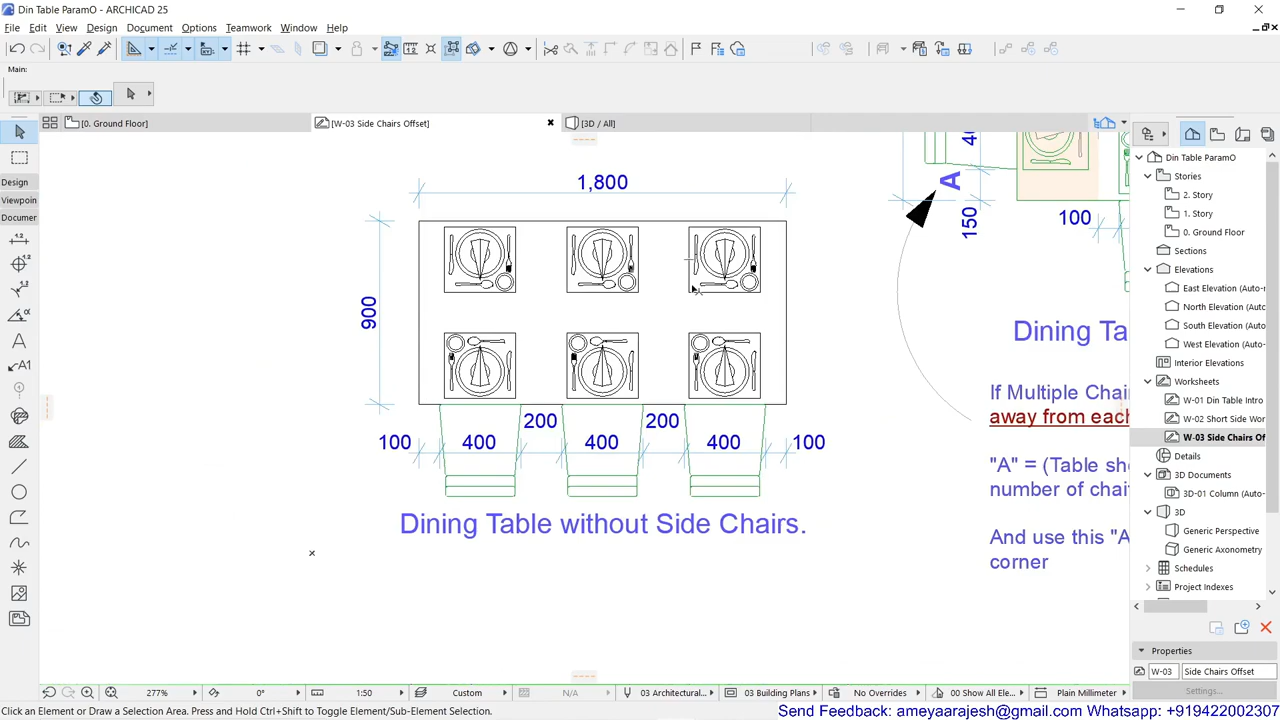 Din Table ParamO - ARCHICAD 25
File Edit View Design Document Options Teamwork Window Help
Main:
[0. Ground Floor]
[W-03 Side Chairs Offset]
[3D / All]
Design
Viewpoin
Documer
1,800
900
100
400
200
400
200
400
100
Dining Table without Side Chairs.
A
150
100
Dining Ta
If Multiple Chai
away from each
"A" = (Table sh
number of chai
And use this "A
corner
Din Table ParamO
Stories
2. Story
1. Story
0. Ground Floor
Sections
Elevations
East Elevation (Auto-
North Elevation (Auto-
South Elevation (Auto-
West Elevation (Auto-
Interior Elevations
Worksheets
W-01 Din Table Intro
W-02 Short Side Wor
W-03 Side Chairs Of
Details
3D Documents
3D-01 Column (Auto-
3D
Generic Perspective
Generic Axonometry
Schedules
Project Indexes
Properties
W-03
Side Chairs Offset
Settings...
277%
0°
1:50
Custom
N/A
03 Architectural...
03 Building Plans
No Overrides
00 Show All Ele...
Plain Millimeter
Click an Element or Draw a Selection Area. Press and Hold Ctrl+Shift to Toggle Element/Sub-Element Selection.
Send Feedback: ameyaarajesh@gmail.com Whatsapp: +919422002307